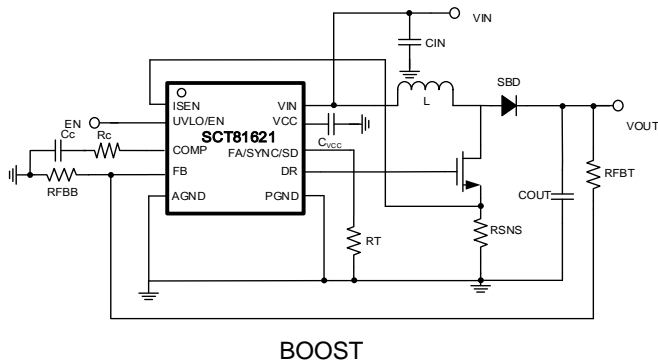 VIN
CIN
SBD
ISEN
VIN
L
EN
UVLO/EN
VCC
VOUT
SCT81621
CVCC
Cc
Rc
COMP
FA/SYNC/SD
RFBT
FB
DR
COUT
RFBB
AGND
PGND
RSNS
RT
BOOST